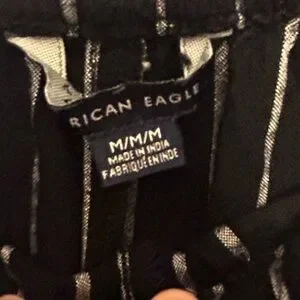 RICAN EAGLE
M/M/M
MADE IN INDIA
FABRIQUÉ EN INDE